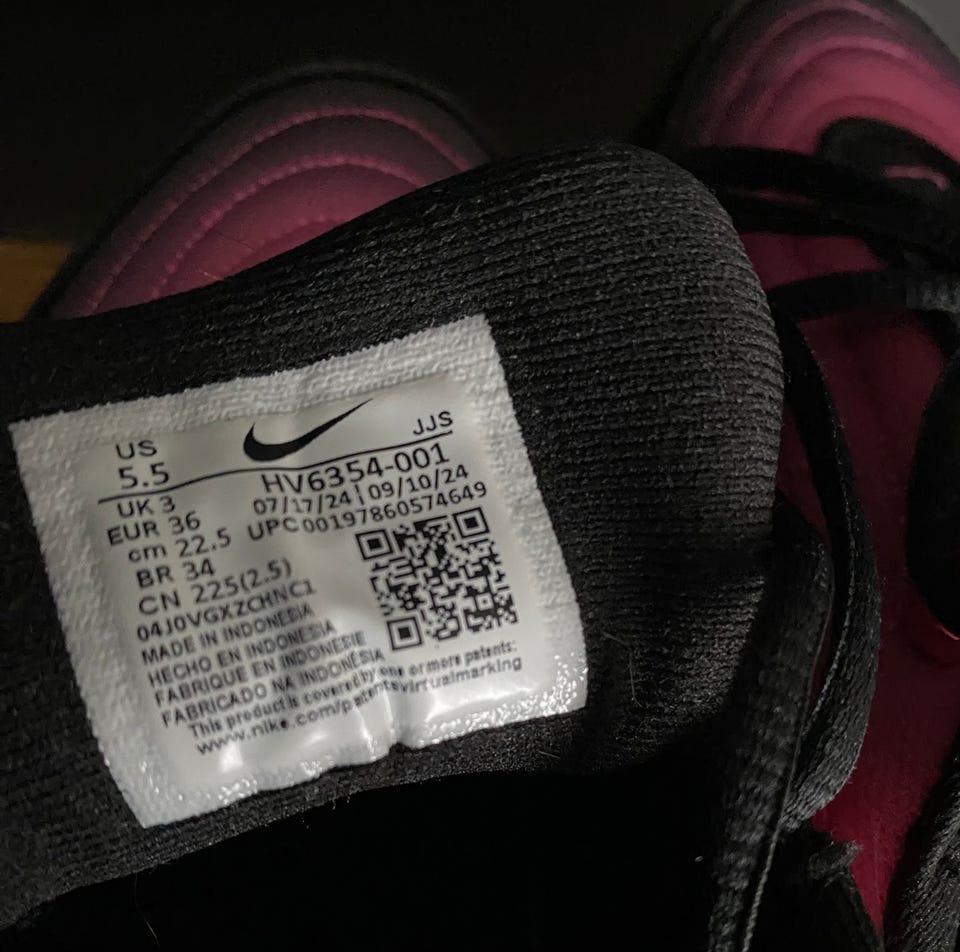 US
5.5
JJS
UK 3
HV6354-001
EUR 36
07/17/24 | 09/10/24
cm 22.5
UPC 00197860574649
BR 34
CN 225(2.5)
04J0VGXZCHNC1
MADE IN INDONESIA
HECHO EN INDONESIA
FABRIQUE EN INDONESIE
FABRICADO NA INDONÉSIA
This product is covered by one or more patents:
www.nike.com/patentsvirtualmarking